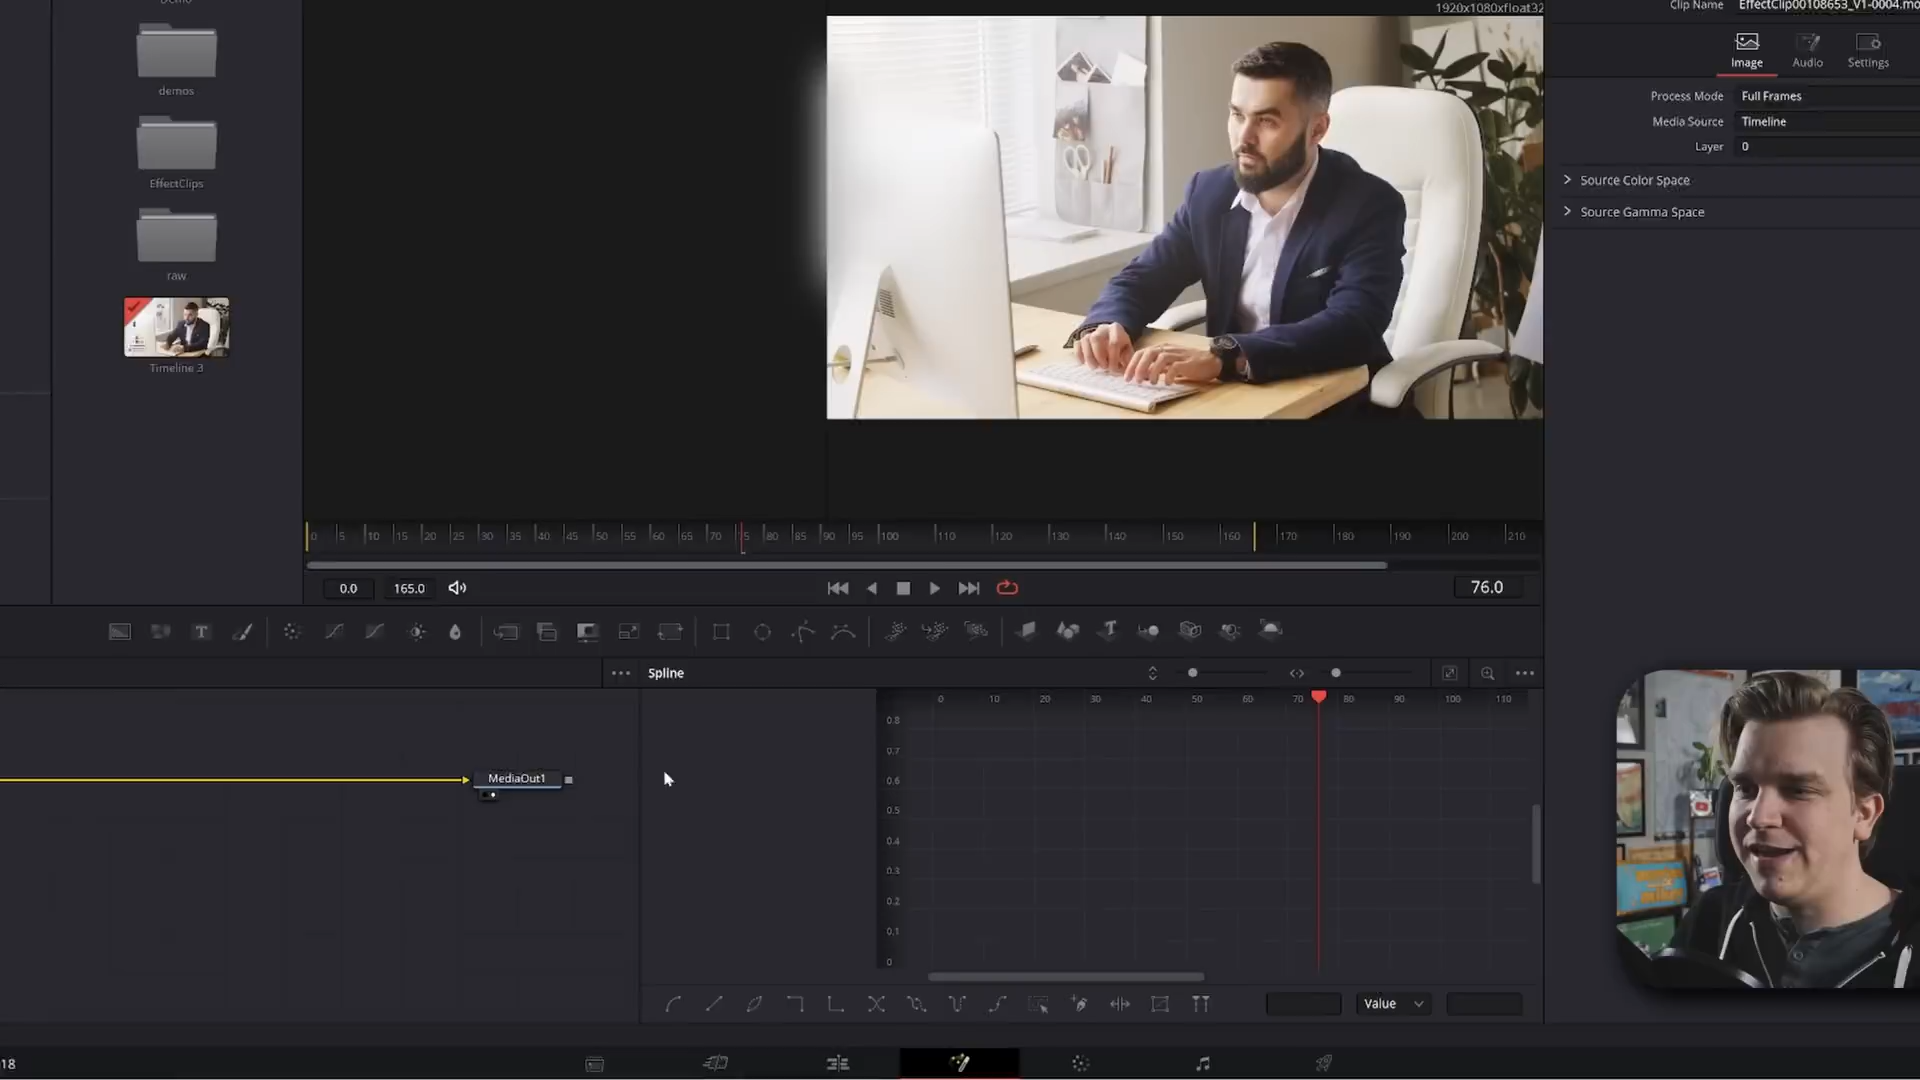 Demo
1920x1080xfloat32
Clip Name EffectClip00108653_V1-0004.mo
demos
Image Audio Settings
Process Mode Full Frames
Media Source Timeline
Layer 0
EffectClips
Source Color Space
Source Gamma Space
raw
Timeline 3
0 5 10 15 20 25 30 35 40 45 50 55 60 65 70 75 80 85 90 95 100 110 120 130 140 150 160 170 180 190 200 210
0.0 165.0 76.0
T T
Spline
0 10 20 30 40 50 60 70 80 90 100 110
0.8
0.7
MediaOut1
0.6
0.5
0.4
0.3
0.2
0.1
0
Value
18